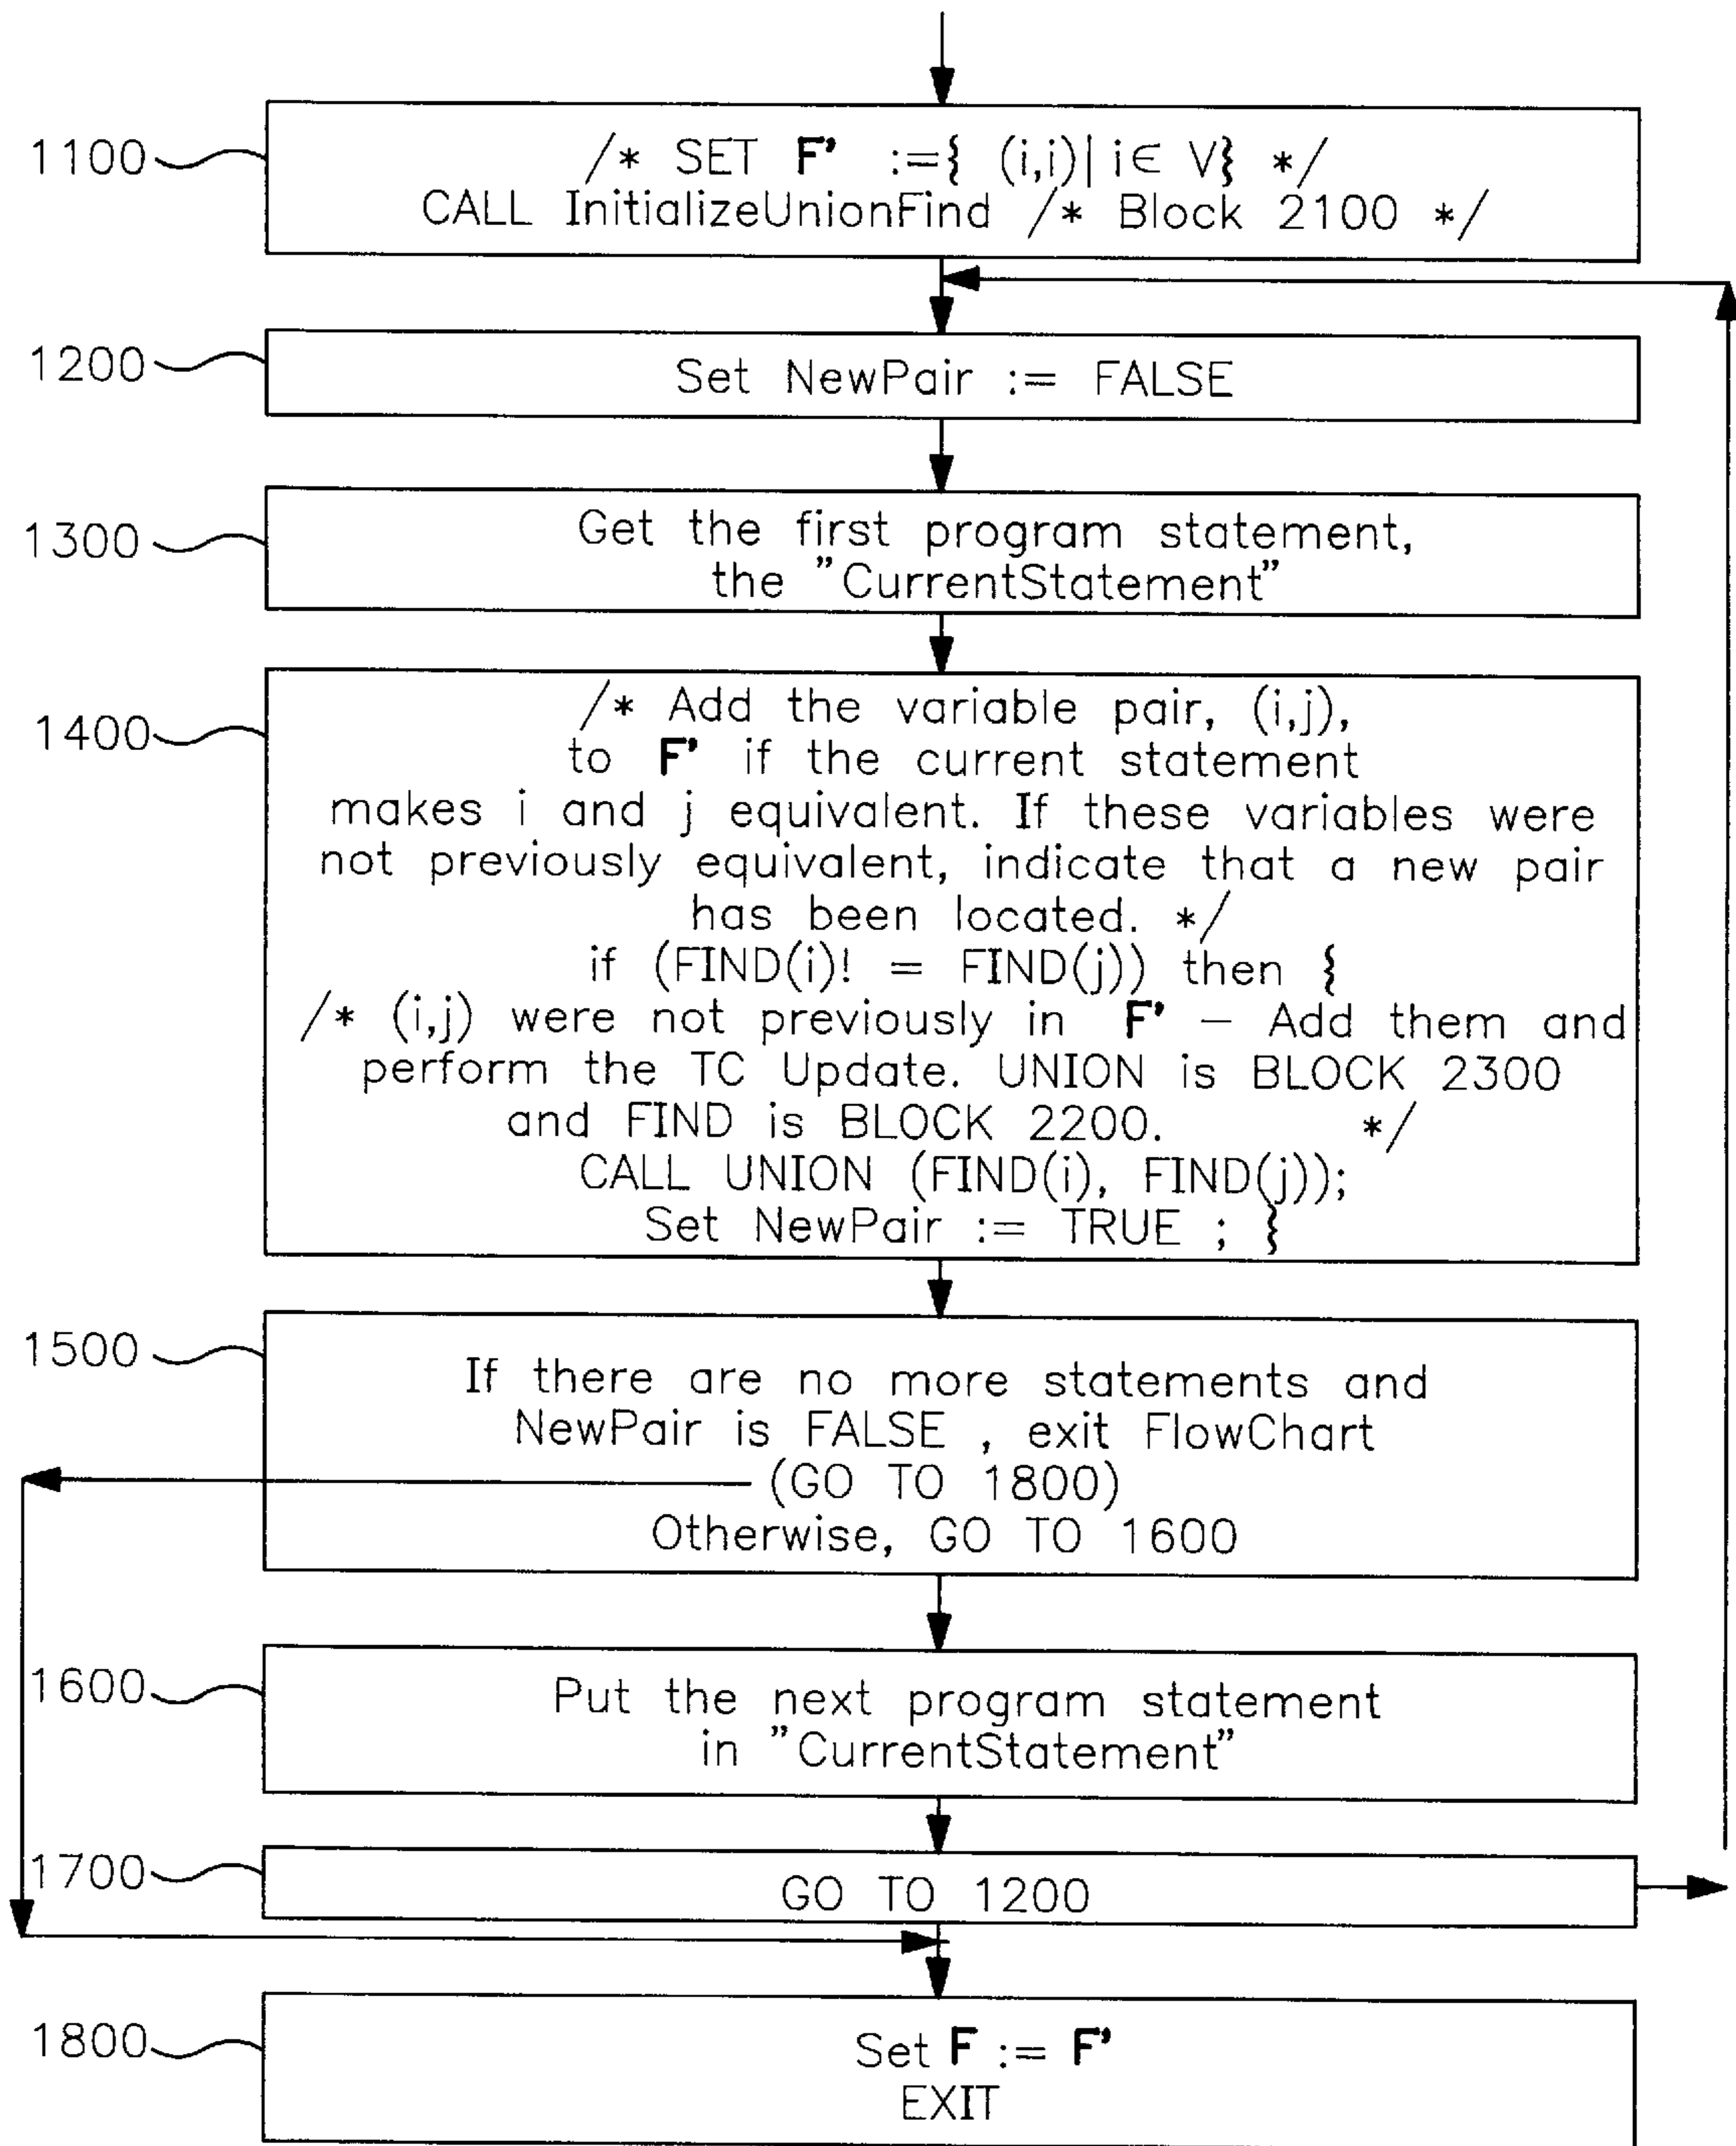 1100
/* SET F' :={ (i,i)| i∈ V} */
CALL InitializeUnionFind /* Block 2100 */
1200
Set NewPair := FALSE
1300
Get the first program statement,
the "CurrentStatement"
1400
/* Add the variable pair, (i,j),
to F' if the current statement
makes i and j equivalent. If these variables were
not previously equivalent, indicate that a new pair
has been located. */
if (FIND(i)! = FIND(j)) then {
/* (i,j) were not previously in F' – Add them and
perform the TC Update. UNION is BLOCK 2300
and FIND is BLOCK 2200. */
CALL UNION (FIND(i), FIND(j));
Set NewPair := TRUE ; }
1500
If there are no more statements and
NewPair is FALSE , exit FlowChart
(GO TO 1800)
Otherwise, GO TO 1600
1600
Put the next program statement
in "CurrentStatement"
1700
GO TO 1200
1800
Set F := F'
EXIT